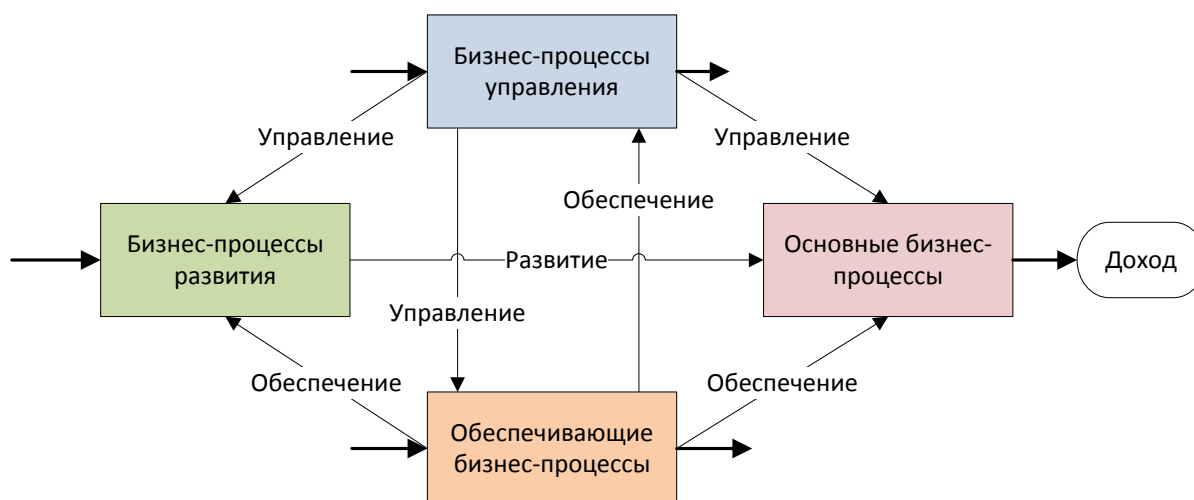 Бизнес-процессы
управления
Управление
Управление
Обеспечение
Бизнес-процессы
развития
Развитие
Основные бизнес-
процессы
Доход
Управление
Обеспечение
Обеспечение
Обеспечивающие
бизнес-процессы